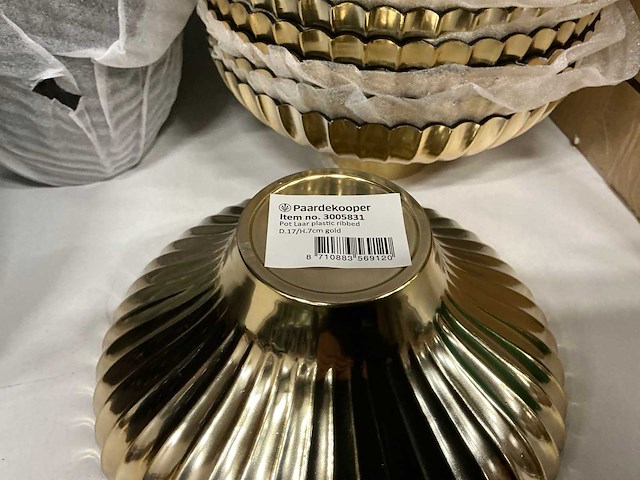 Paardekooper
Item no. 3005831
Pot Laar plastic ribbed
D.17/H.7cm gold
8 710883 569120